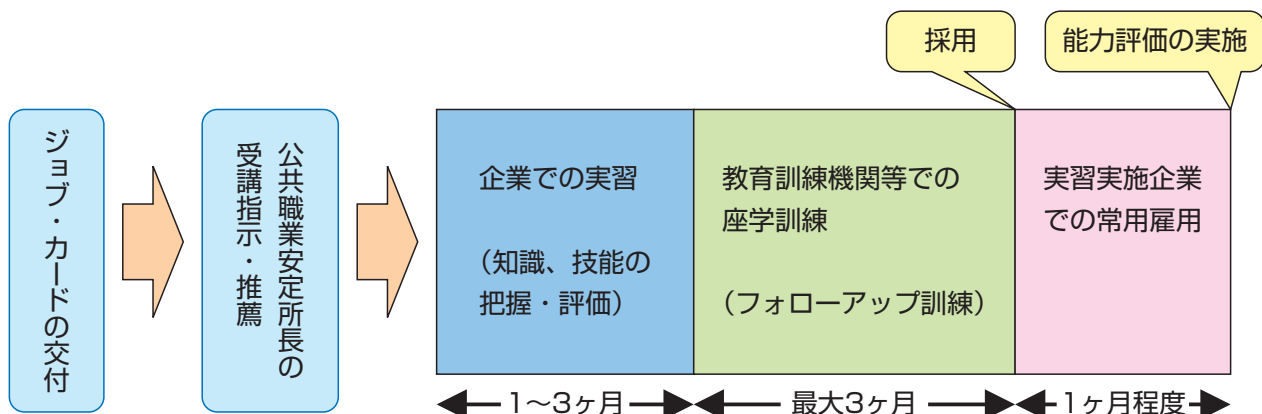 採用
能力評価の実施
ジョブ・カードの交付
公共職業安定所長の
受講指示・推薦
企業での実習
（知識、技能の
把握・評価）
教育訓練機関等での
座学訓練
（フォローアップ訓練）
実習実施企業
での常用雇用
1～3ヶ月
最大3ヶ月
1ヶ月程度